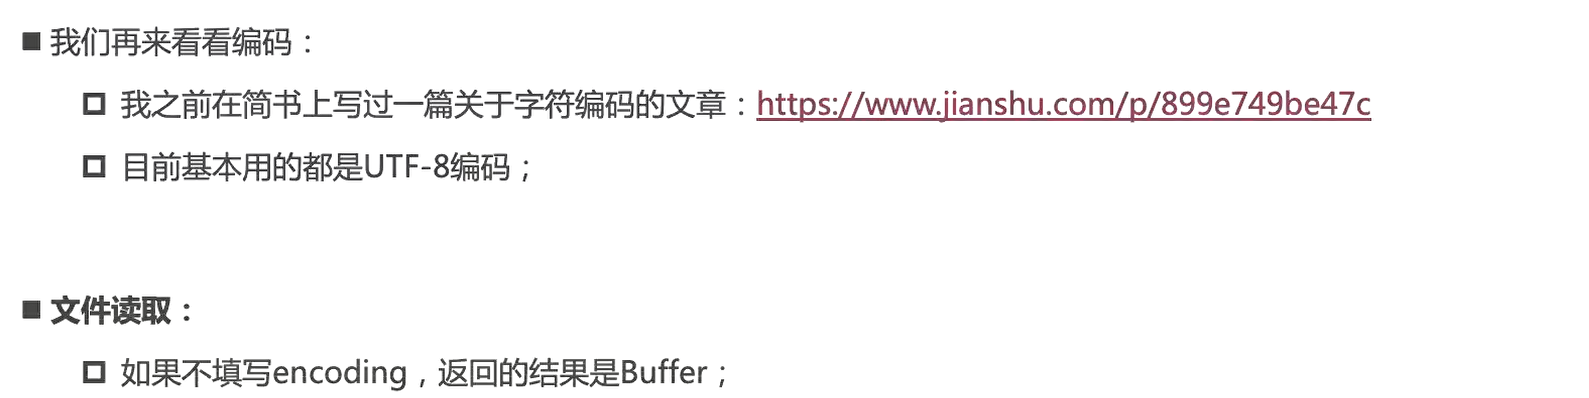 ■ 我们再来看看编码：
□ 我之前在简书上写过一篇关于字符编码的文章：https://www.jianshu.com/p/899e749be47c
□ 目前基本用的都是UTF-8编码；
■ 文件读取：
□ 如果不填写encoding，返回的结果是Buffer；